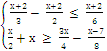 { (x+2)/3 − (x+2)/2 ≤ (x+2)/6
x/2 + x ≥ 3x/4 − (x−7)/8